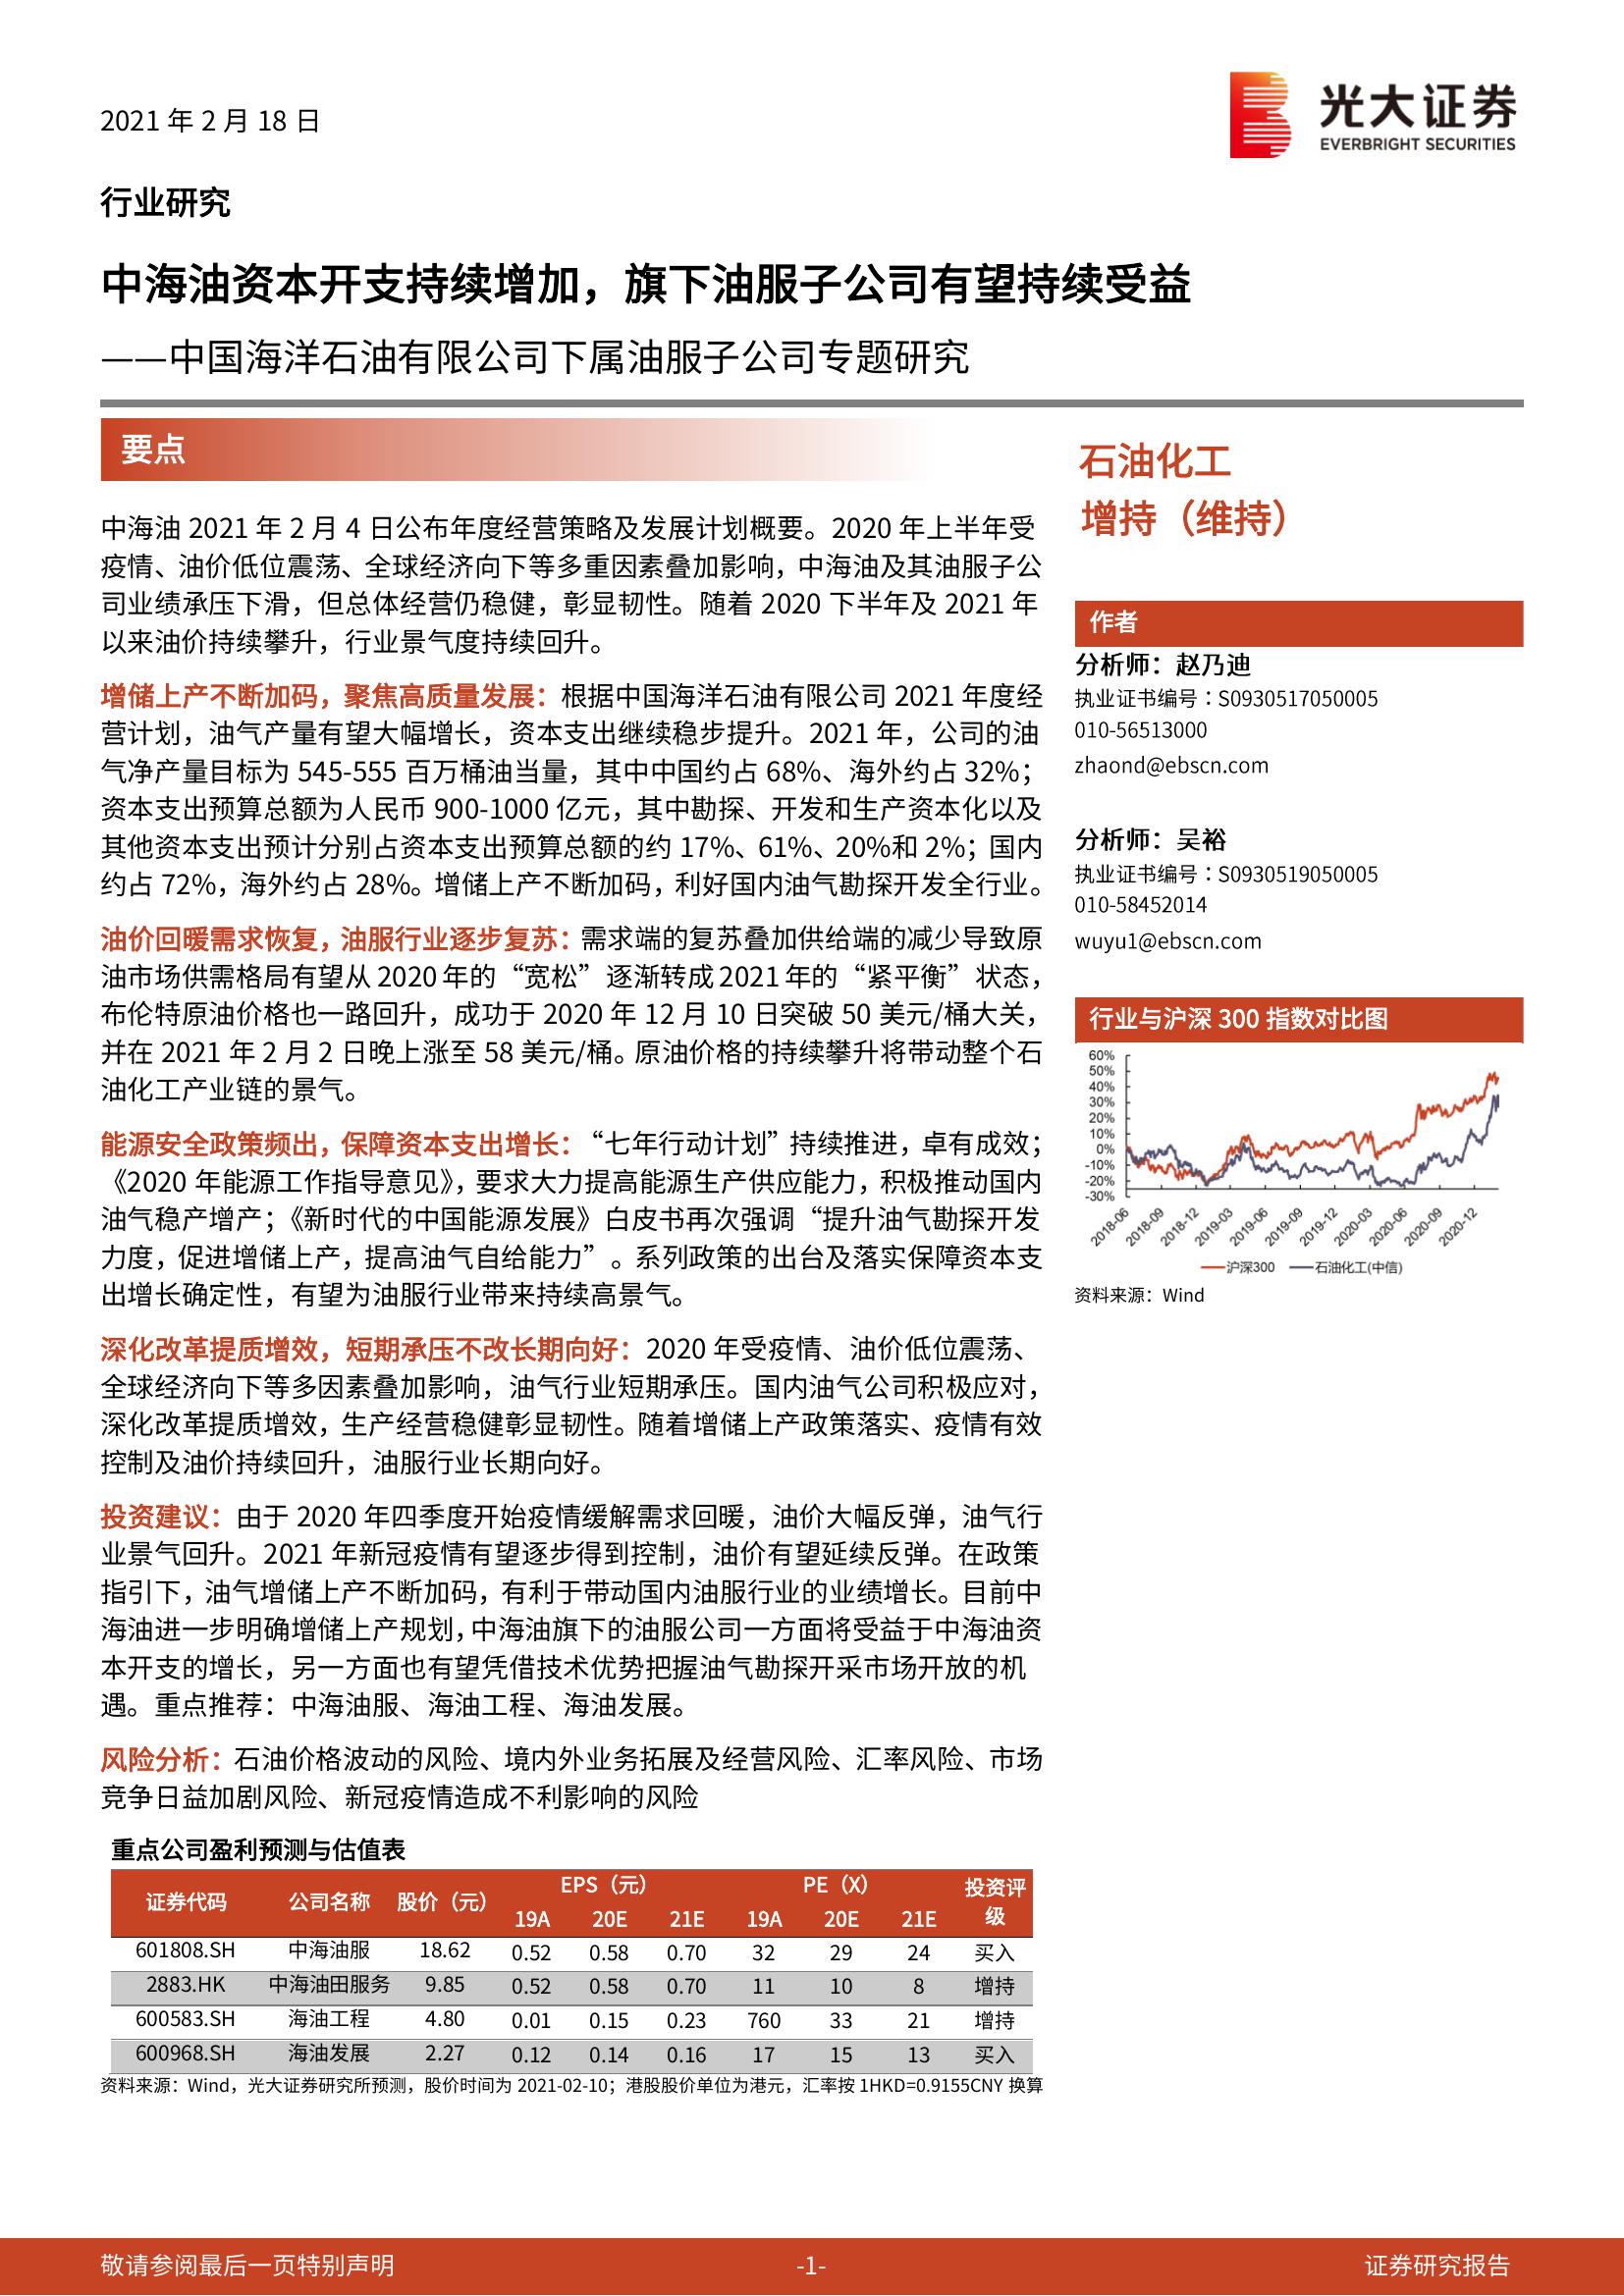 2021 年 2 月 18 日
光大证券
EVERBRIGHT SECURITIES
行业研究
中海油资本开支持续增加，旗下油服子公司有望持续受益
——中国海洋石油有限公司下属油服子公司专题研究
要点
中海油 2021 年 2 月 4 日公布年度经营策略及发展计划概要。2020 年上半年受
疫情、油价低位震荡、全球经济向下等多重因素叠加影响，中海油及其油服子公
司业绩承压下滑，但总体经营仍稳健，彰显韧性。随着 2020 下半年及 2021 年
以来油价持续攀升，行业景气度持续回升。
增储上产不断加码，聚焦高质量发展：根据中国海洋石油有限公司 2021 年度经
营计划，油气产量有望大幅增长，资本支出继续稳步提升。2021 年，公司的油
气净产量目标为 545-555 百万桶油当量，其中中国约占 68%、海外约占 32%；
资本支出预算总额为人民币 900-1000 亿元，其中勘探、开发和生产资本化以及
其他资本支出预计分别占资本支出预算总额的约 17%、61%、20%和 2%；国内
约占 72%，海外约占 28%。增储上产不断加码，利好国内油气勘探开发全行业。
油价回暖需求恢复，油服行业逐步复苏：需求端的复苏叠加供给端的减少导致原
油市场供需格局有望从 2020 年的“宽松”逐渐转成 2021 年的“紧平衡”状态，
布伦特原油价格也一路回升，成功于 2020 年 12 月 10 日突破 50 美元/桶大关，
并在 2021 年 2 月 2 日晚上涨至 58 美元/桶。原油价格的持续攀升将带动整个石
油化工产业链的景气。
能源安全政策频出，保障资本支出增长：“七年行动计划”持续推进，卓有成效；
《2020 年能源工作指导意见》，要求大力提高能源生产供应能力，积极推动国内
油气稳产增产；《新时代的中国能源发展》白皮书再次强调“提升油气勘探开发
力度，促进增储上产，提高油气自给能力”。系列政策的出台及落实保障资本支
出增长确定性，有望为油服行业带来持续高景气。
深化改革提质增效，短期承压不改长期向好：2020 年受疫情、油价低位震荡、
全球经济向下等多因素叠加影响，油气行业短期承压。国内油气公司积极应对，
深化改革提质增效，生产经营稳健彰显韧性。随着增储上产政策落实、疫情有效
控制及油价持续回升，油服行业长期向好。
投资建议：由于 2020 年四季度开始疫情缓解需求回暖，油价大幅反弹，油气行
业景气回升。2021 年新冠疫情有望逐步得到控制，油价有望延续反弹。在政策
指引下，油气增储上产不断加码，有利于带动国内油服行业的业绩增长。目前中
海油进一步明确增储上产规划，中海油旗下的油服公司一方面将受益于中海油资
本开支的增长，另一方面也有望凭借技术优势把握油气勘探开采市场开放的机
遇。重点推荐：中海油服、海油工程、海油发展。
风险分析：石油价格波动的风险、境内外业务拓展及经营风险、汇率风险、市场
竞争日益加剧风险、新冠疫情造成不利影响的风险
重点公司盈利预测与估值表
证券代码 公司名称 股价（元） EPS（元） PE（X） 投资评级
19A 20E 21E 19A 20E 21E
601808.SH 中海油服 18.62 0.52 0.58 0.70 32 29 24 买入
2883.HK 中海油田服务 9.85 0.52 0.58 0.70 11 10 8 增持
600583.SH 海油工程 4.80 0.01 0.15 0.23 760 33 21 增持
600968.SH 海油发展 2.27 0.12 0.14 0.16 17 15 13 买入
资料来源：Wind，光大证券研究所预测，股价时间为 2021-02-10；港股股价单位为港元，汇率按 1HKD=0.9155CNY 换算
石油化工
增持（维持）
作者
分析师：赵乃迪
执业证书编号：S0930517050005
010-56513000
zhaond@ebscn.com
分析师：吴裕
执业证书编号：S0930519050005
010-58452014
wuyu1@ebscn.com
行业与沪深 300 指数对比图
60%
50%
40%
30%
20%
10%
0%
-10%
-20%
-30%
2018-06 2018-09 2018-12 2019-03 2019-06 2019-09 2019-12 2020-03 2020-06 2020-09 2020-12
沪深300 石油化工(中信)
资料来源：Wind
敬请参阅最后一页特别声明 -1- 证券研究报告